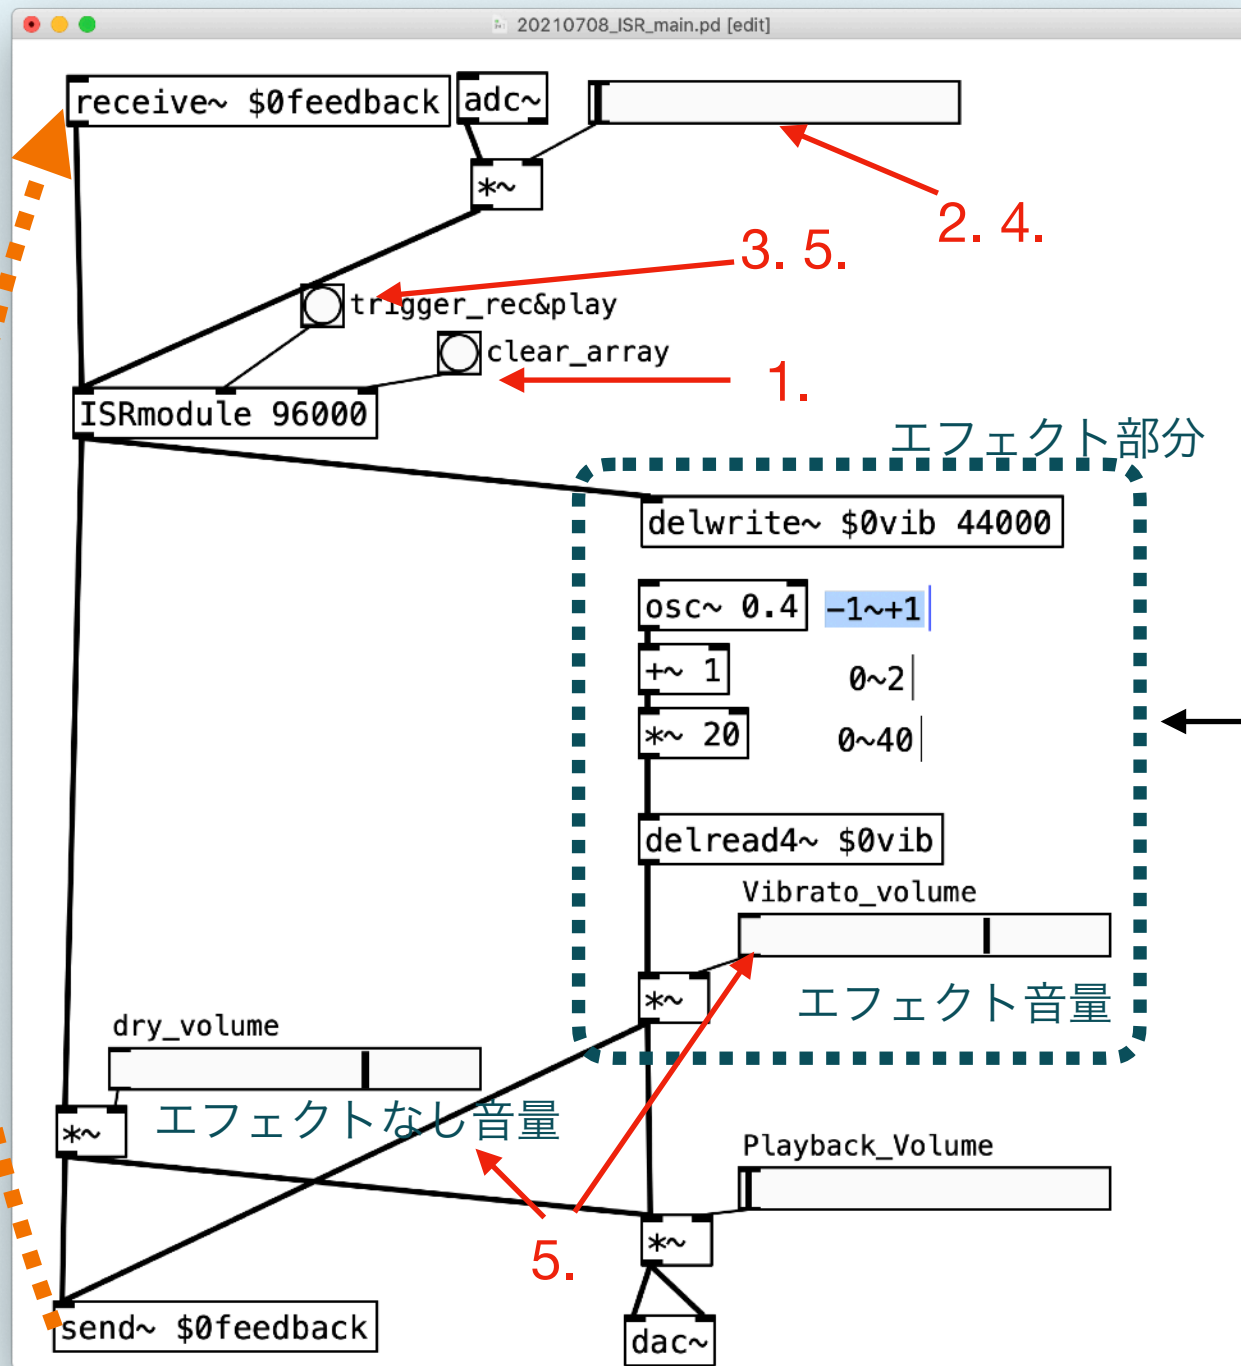 20210708_ISR_main.pd [edit]
receive~ $0feedback
adc~
*~
2. 4.
3. 5.
trigger_rec&play
clear_array
1.
ISRmodule 96000
エフェクト部分
delwrite~ $0vib 44000
osc~ 0.4
-1~+1
+~ 1
0~2
*~ 20
0~40
delread4~ $0vib
Vibrato_volume
*~
エフェクト音量
dry_volume
*~
エフェクトなし音量
Playback_Volume
*~
5.
send~ $0feedback
dac~